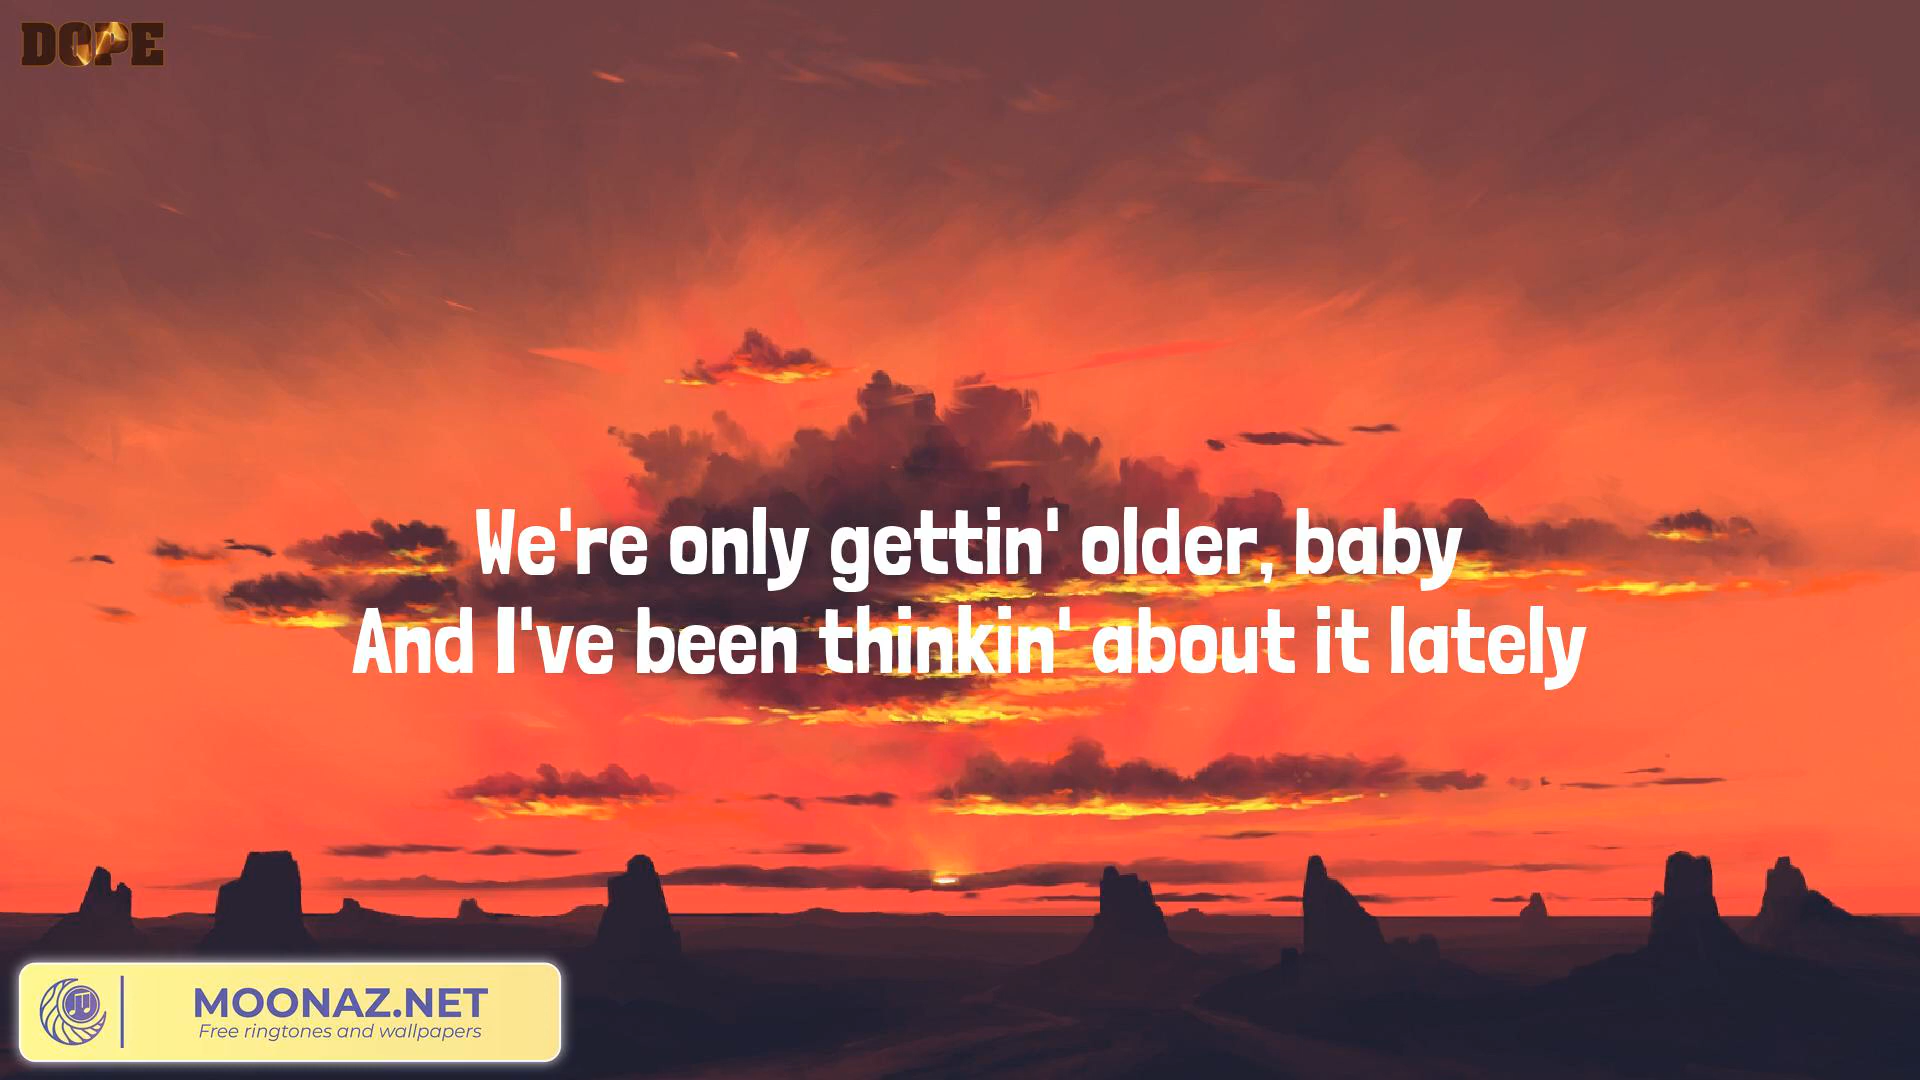 DOPE
We're only gettin' older, baby
And I've been thinkin' about it lately
MOONAZ.NET
Free ringtones and wallpapers